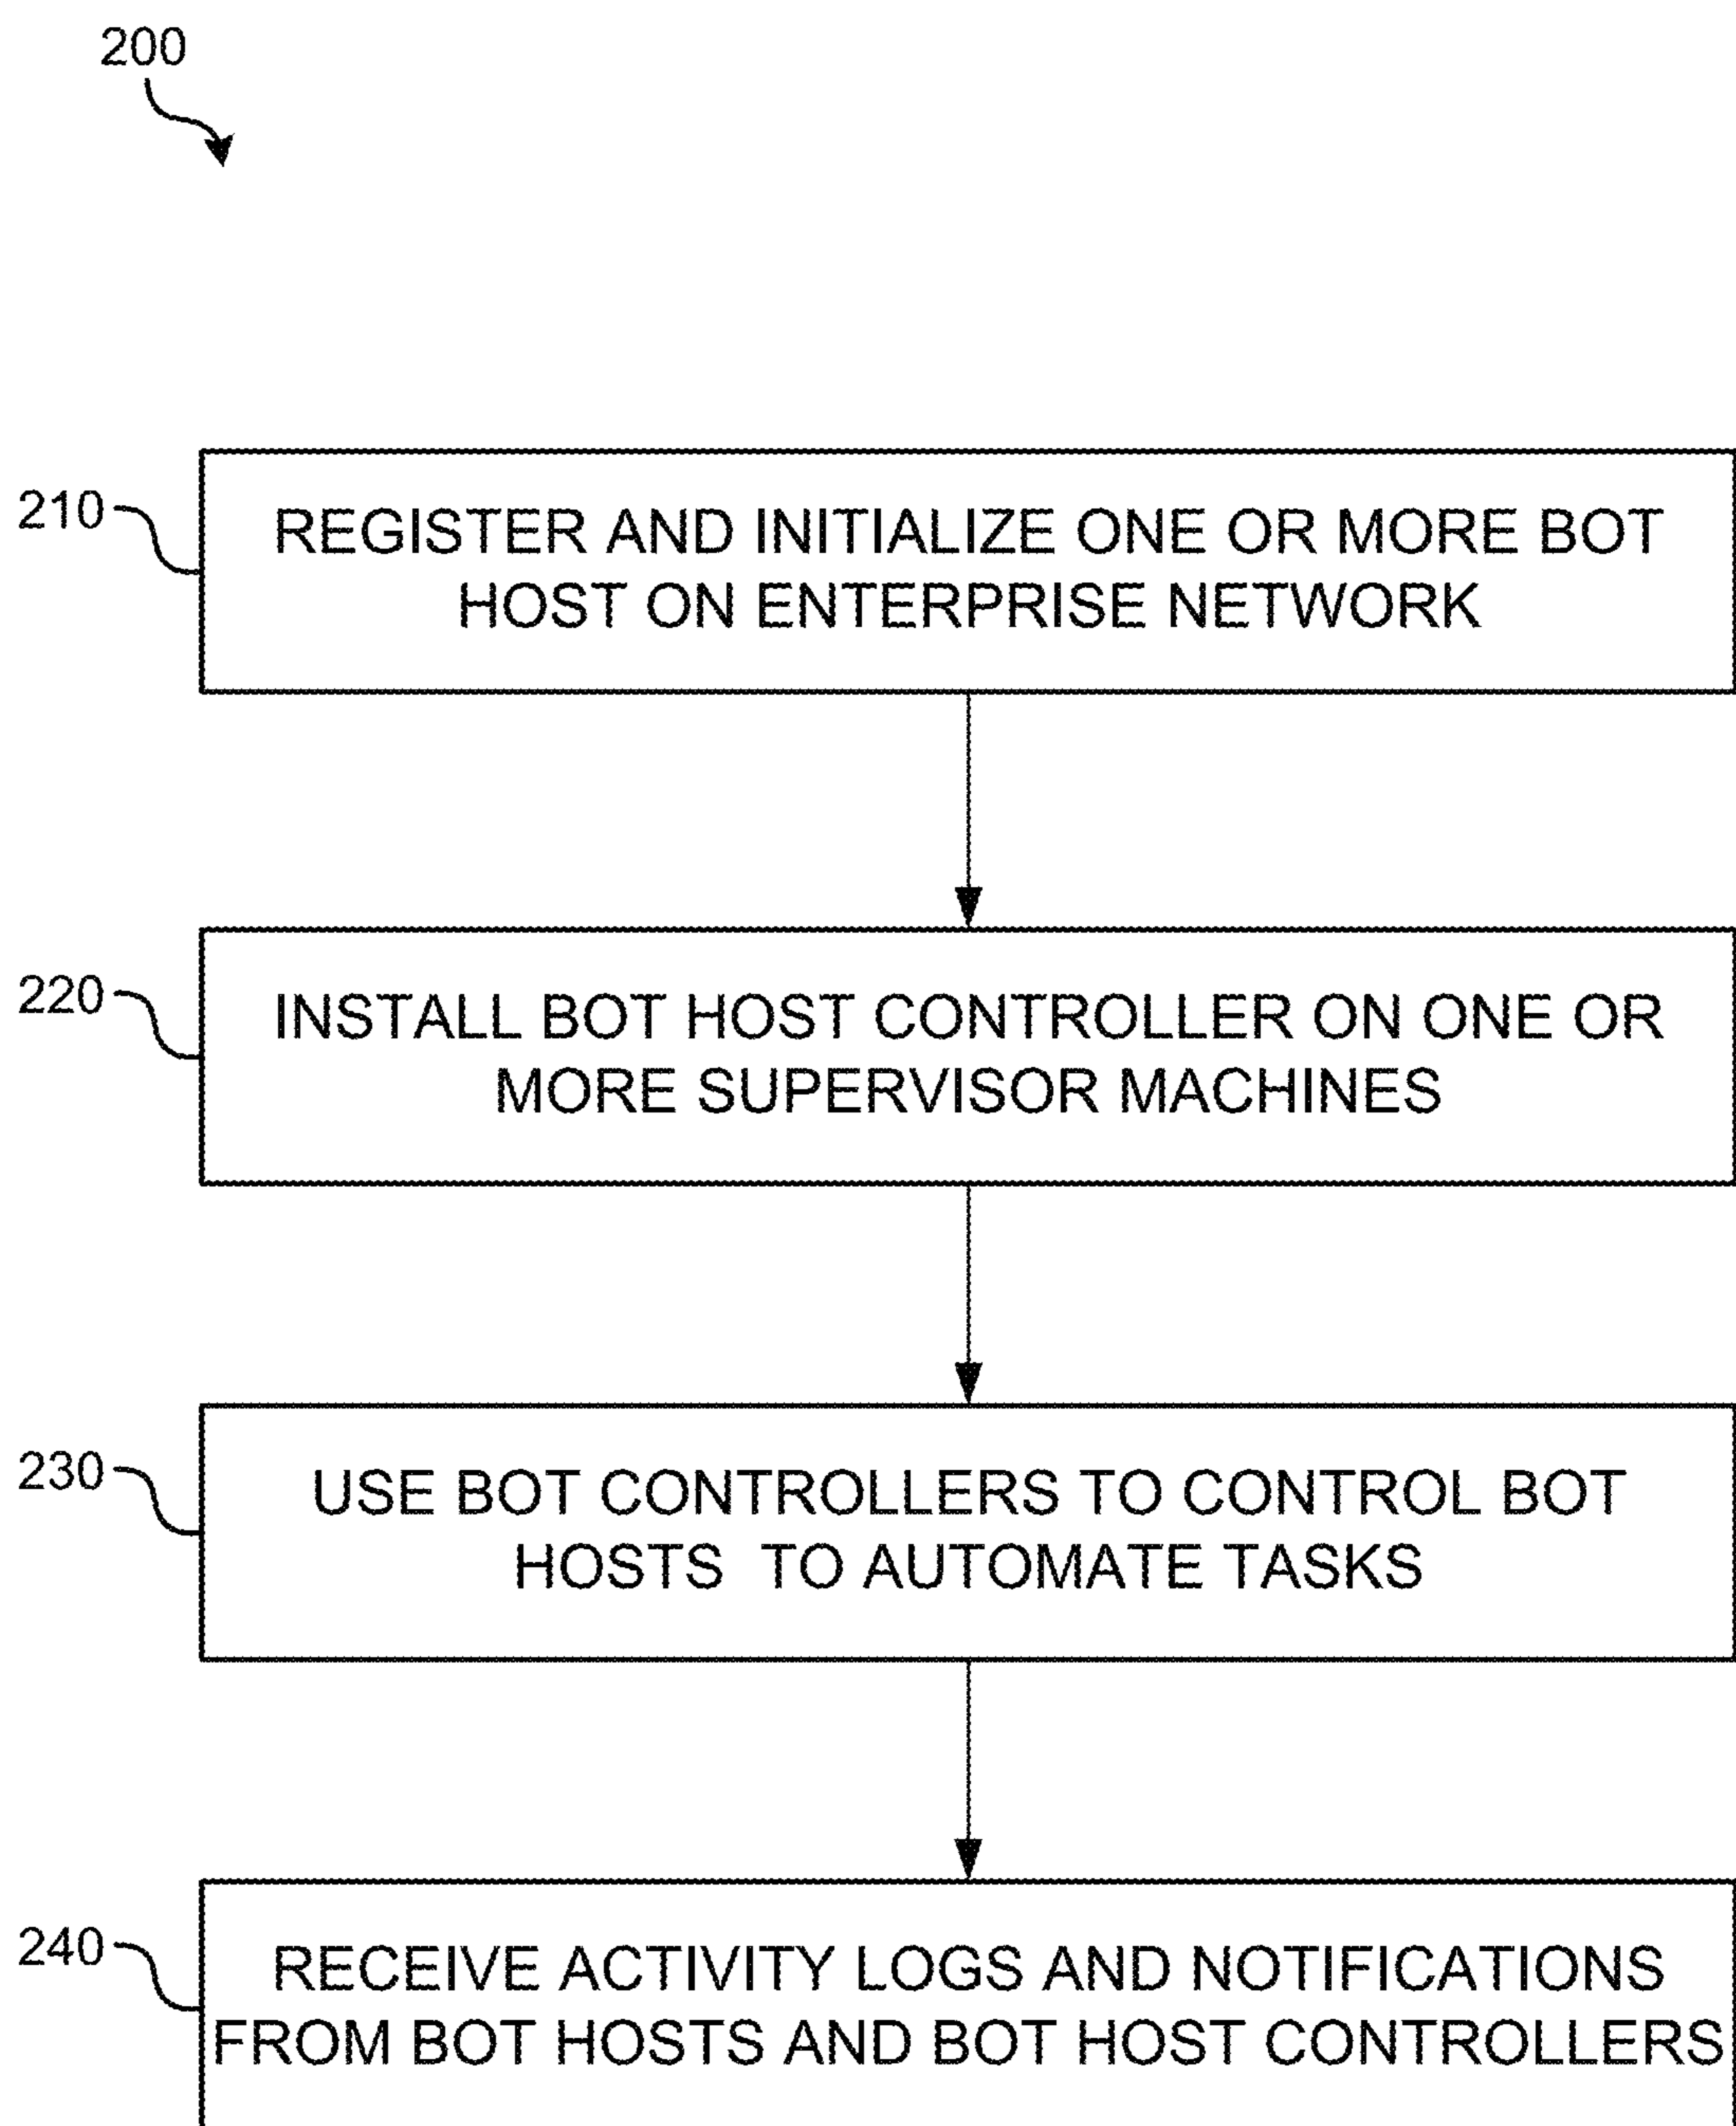 200
210
REGISTER AND INITIALIZE ONE OR MORE BOT
HOST ON ENTERPRISE NETWORK
220
INSTALL BOT HOST CONTROLLER ON ONE OR
MORE SUPERVISOR MACHINES
230
USE BOT CONTROLLERS TO CONTROL BOT
HOSTS TO AUTOMATE TASKS
240
RECEIVE ACTIVITY LOGS AND NOTIFICATIONS
FROM BOT HOSTS AND BOT HOST CONTROLLERS